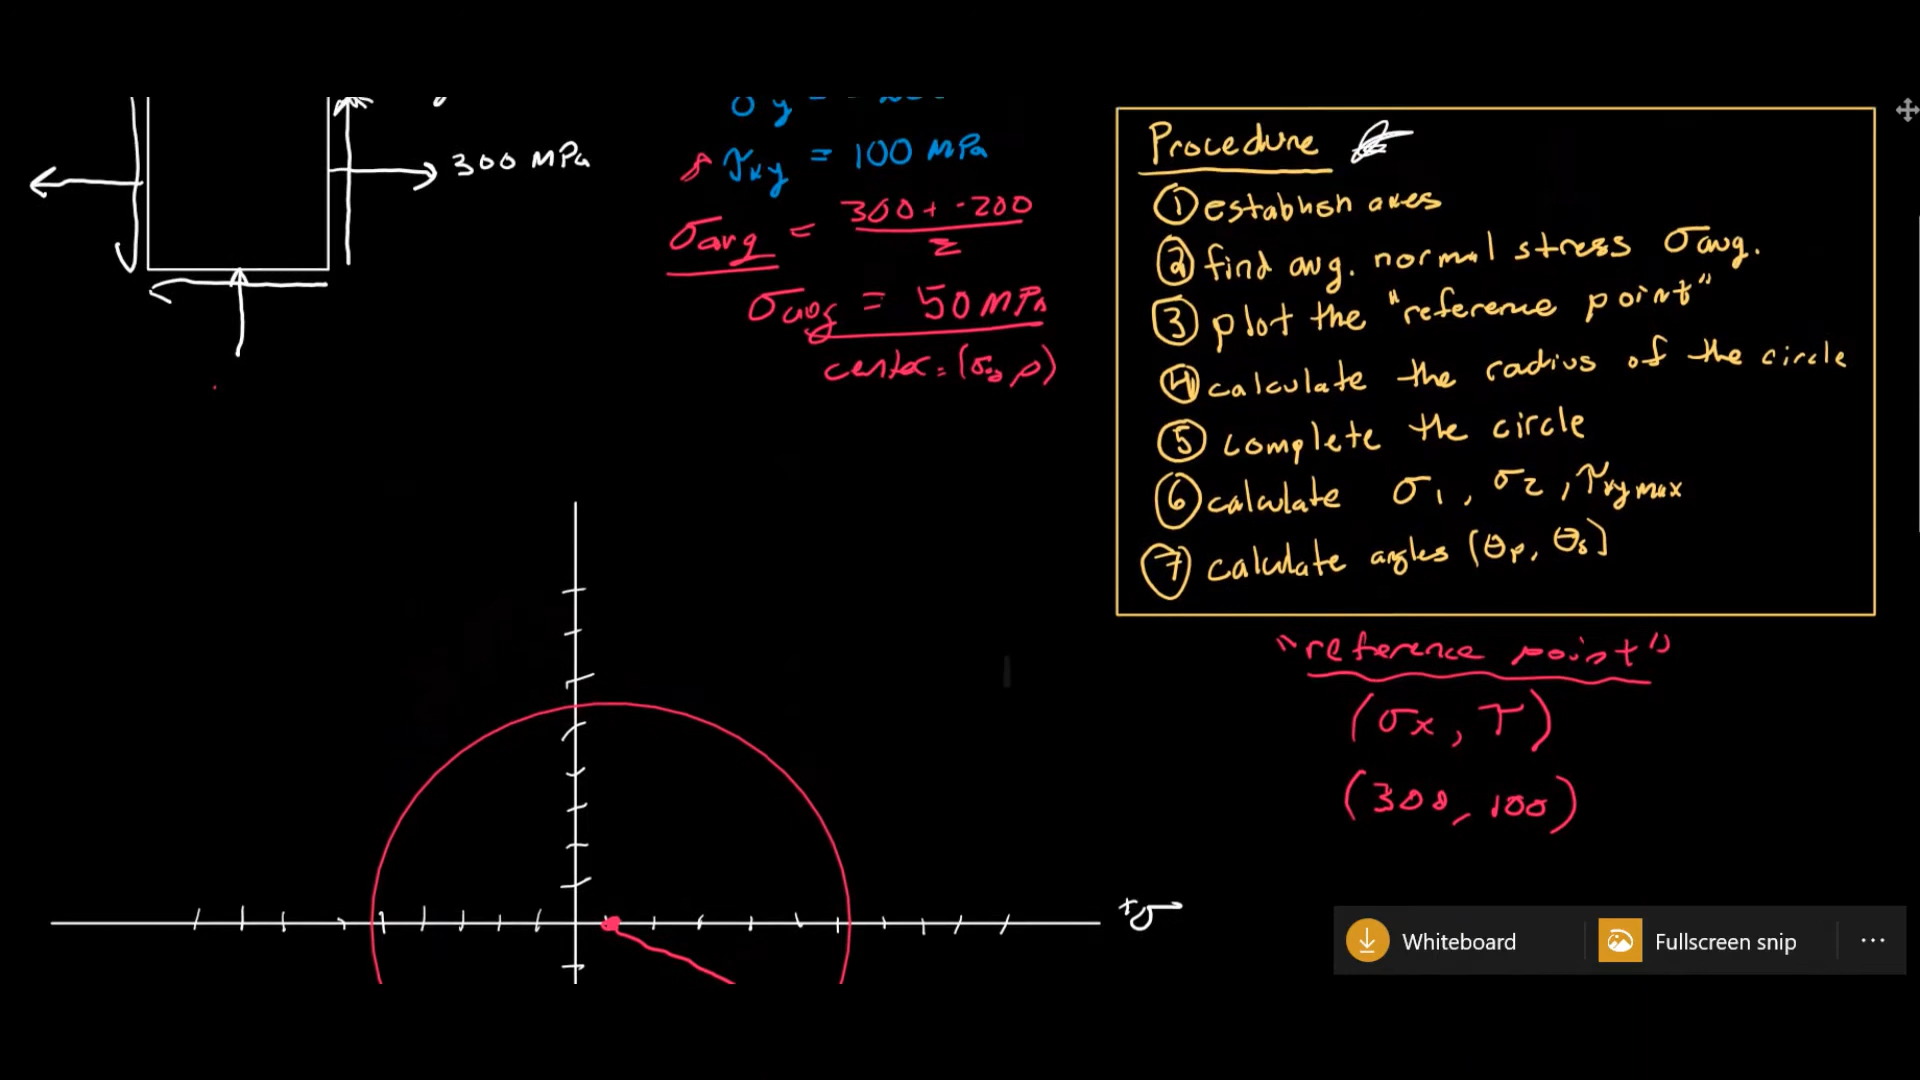 300 MPa
τxy = 100 MPa
σavg = 300 + -200
2
σavg = 50 MPa
center = (50, 0)
Procedure
① establish axes
② find avg. normal stress σavg.
③ plot the "reference point"
④ calculate the radius of the circle
⑤ complete the circle
⑥ calculate σ1, σ2, τxy max
⑦ calculate angles (θp, θs)
"reference point"
(σx, τ)
(300, 100)
+σ
Whiteboard
Fullscreen snip